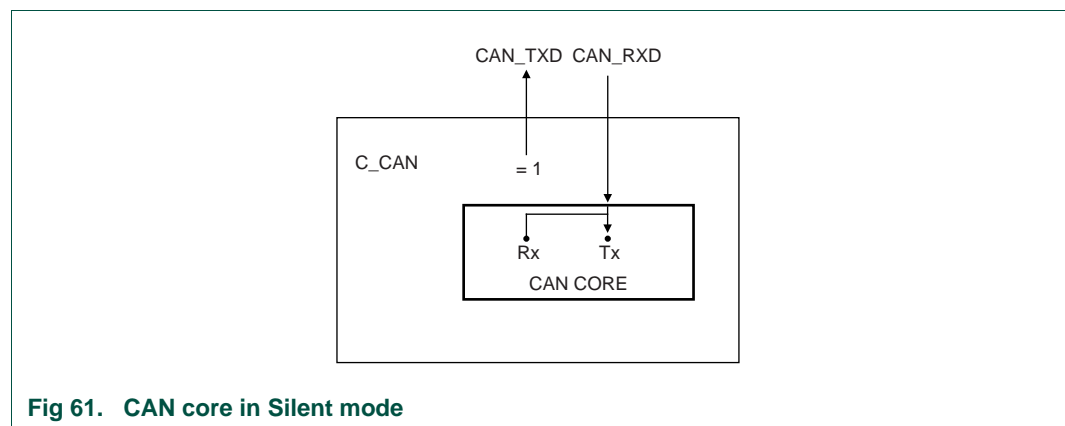 CAN_TXD CAN_RXD
C_CAN
= 1
Rx Tx
CAN CORE
Fig 61. CAN core in Silent mode